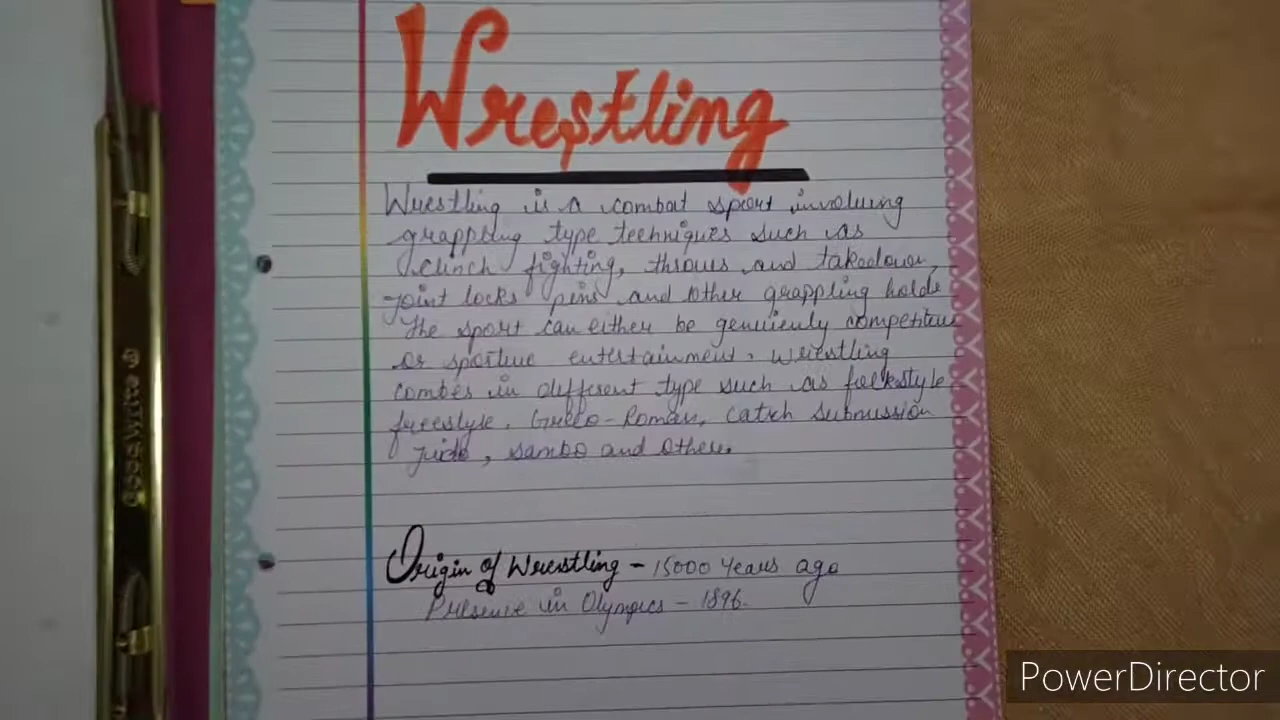 Wrestling
Wrestling is a combat sport involving
grappling type techniques such as
clinch fighting, throws and takedown,
joint locks pins and other grappling holds
The sport can either be genuienly competitive
or sportive entertainment. wriestling
combes in different type such as folkstyle
freestyle. Greco-Roman, catch submission
judo, sambo and others.
Origin of Wrestling - 15000 Years ago
Presence in Olympics - 1896.
GoodWrite
PowerDirector